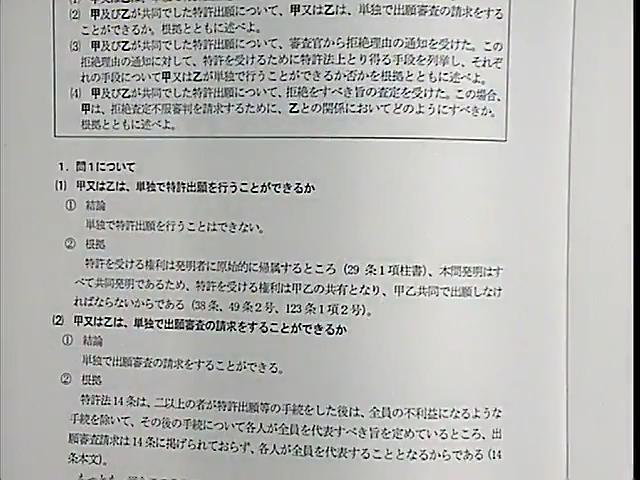 (2) 甲及び乙が共同でした特許出願について、甲又は乙は、単独で出願審査の請求をする
ことができるか。根拠とともに述べよ。
(3) 甲及び乙が共同でした特許出願について、審査官から拒絶理由の通知を受けた。この
拒絶理由の通知に対して、特許を受けるために特許法上とり得る手段を列挙し、それぞ
れの手段について甲又は乙が単独で行うことができるか否かを根拠とともに述べよ。
(4) 甲及び乙が共同でした特許出願について、拒絶をすべき旨の査定を受けた。この場合、
甲は、拒絶査定不服審判を請求するために、乙との関係においてどのようにすべきか。
根拠とともに述べよ。
1. 問1について
(1) 甲又は乙は、単独で特許出願を行うことができるか
① 結論
単独で特許出願を行うことはできない。
② 根拠
特許を受ける権利は発明者に原始的に帰属するところ(29 条1項柱書)、本問発明はす
べて共同発明であるため、特許を受ける権利は甲乙の共有となり、甲乙共同で出願しなけ
ればならないからである(38条、49条2号、123条1項2号)。
(2) 甲又は乙は、単独で出願審査の請求をすることができるか
① 結論
単独で出願審査の請求をすることができる。
② 根拠
特許法14条は、二以上の者が特許出願等の手続をした後は、全員の不利益になるような
手続を除いて、その後の手続について各人が全員を代表すべき旨を定めているところ、出
願審査請求は14条に掲げられておらず、各人が全員を代表することとなるからである(14
条本文)。